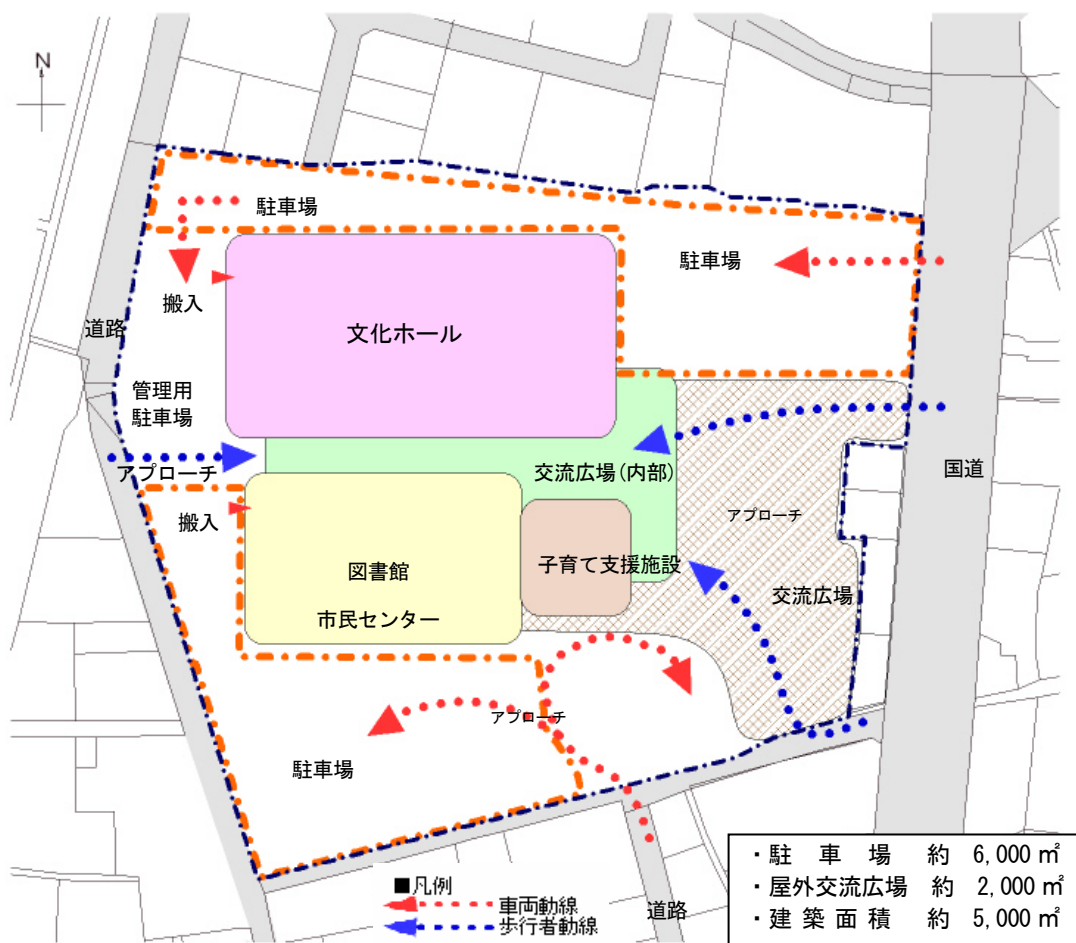 N
駐車場
駐車場
搬入
文化ホール
道路
管理用
駐車場
アプローチ
交流広場(内部)
国道
搬入
アプローチ
図書館
子育て支援施設
交流広場
市民センター
アプローチ
駐車場
■凡例
車両動線
歩行者動線
道路
・駐車場 約 6,000㎡
・屋外交流広場 約 2,000㎡
・建築面積 約 5,000㎡